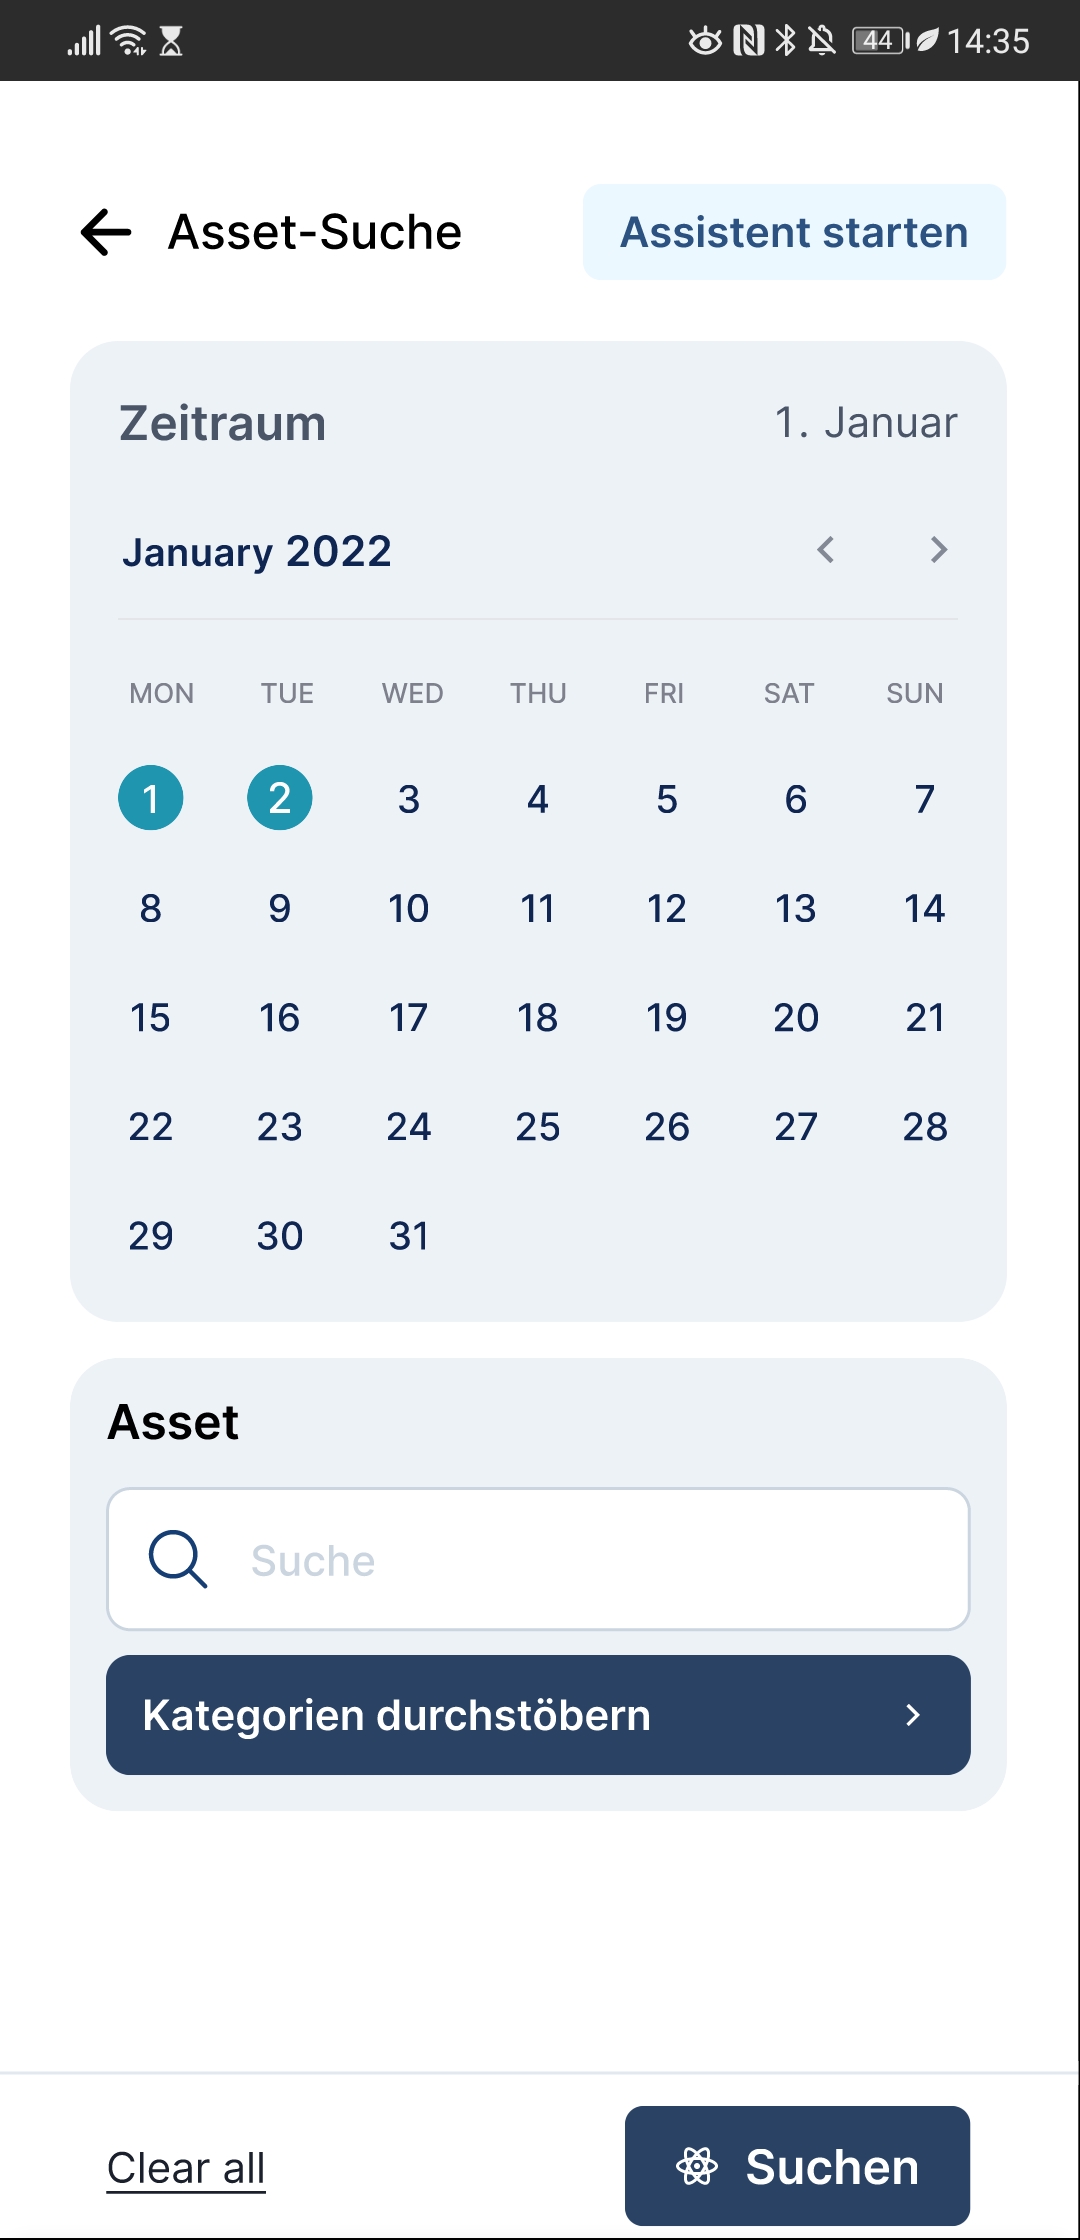 44 14:35
Asset-Suche Assistent starten
Zeitraum 1. Januar
January 2022
MON TUE WED THU FRI SAT SUN
1 2 3 4 5 6 7
8 9 10 11 12 13 14
15 16 17 18 19 20 21
22 23 24 25 26 27 28
29 30 31
Asset
Suche
Kategorien durchstöbern
Clear all Suchen